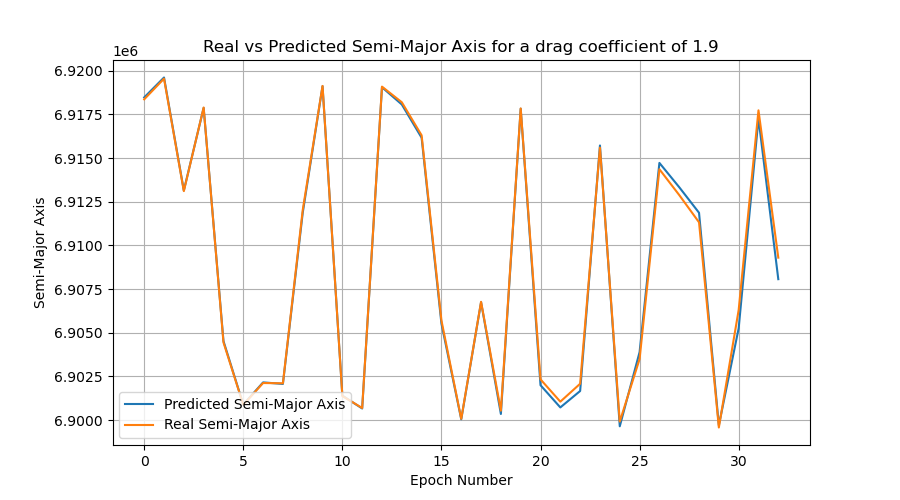 Real vs Predicted Semi-Major Axis for a drag coefficient of 1.9
1e6
6.9200
6.9175
6.9150
6.9125
6.9100
6.9075
6.9050
6.9025
6.9000
Semi-Major Axis
Predicted Semi-Major Axis
Real Semi-Major Axis
0 5 10 15 20 25 30
Epoch Number